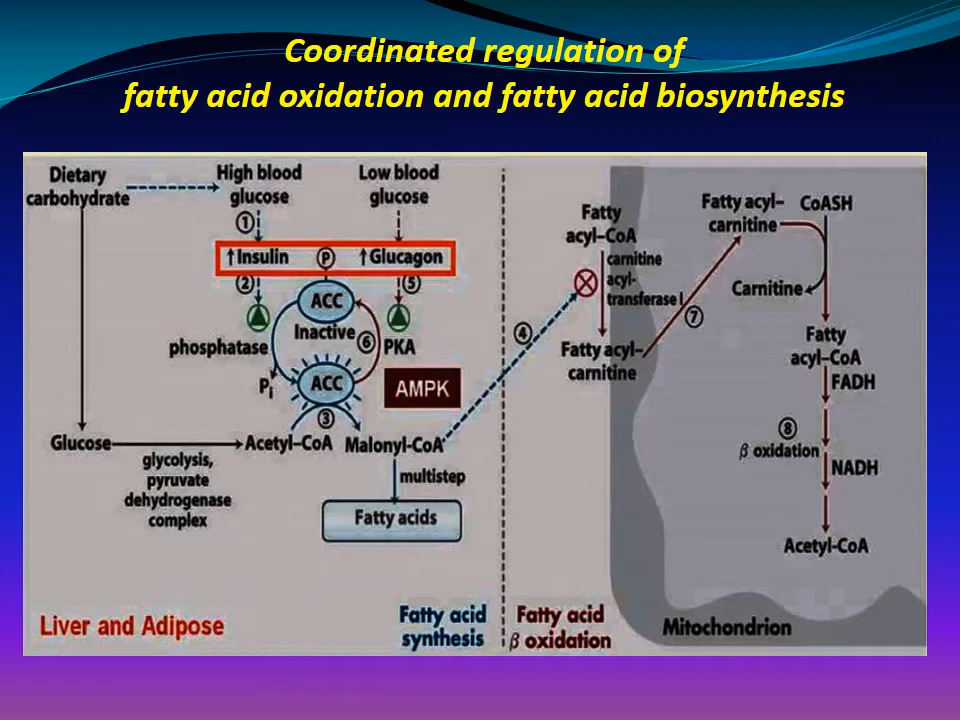 Coordinated regulation of
fatty acid oxidation and fatty acid biosynthesis
Dietary
carbohydrate
High blood
glucose
Low blood
glucose
①
↑Insulin
P
↑Glucagon
②
⑤
ACC
Inactive
⑥
phosphatase
PKA
Pi
ACC
AMPK
③
Glucose
Acetyl–CoA
Malonyl-CoA
glycolysis,
pyruvate
dehydrogenase
complex
multistep
Fatty acids
④
Liver and Adipose
Fatty acid
synthesis
Fatty acid
β oxidation
Fatty
acyl–CoA
carnitine
acyl-
transferase I
Fatty acyl–
carnitine
⑦
Fatty acyl–
carnitine
CoASH
Carnitine
Fatty
acyl–CoA
FADH
⑧
β oxidation
NADH
Acetyl-CoA
Mitochondrion